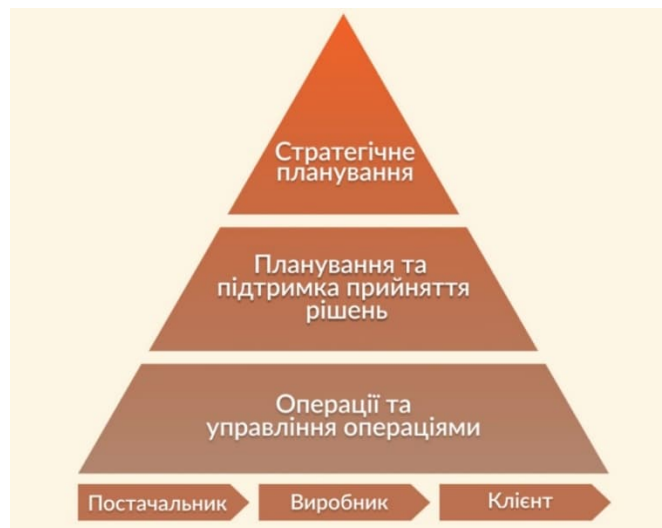 Стратегічне
планування
Планування та
підтримка прийняття
рішень
Операції та
управління операціями
Постачальник
Виробник
Клієнт